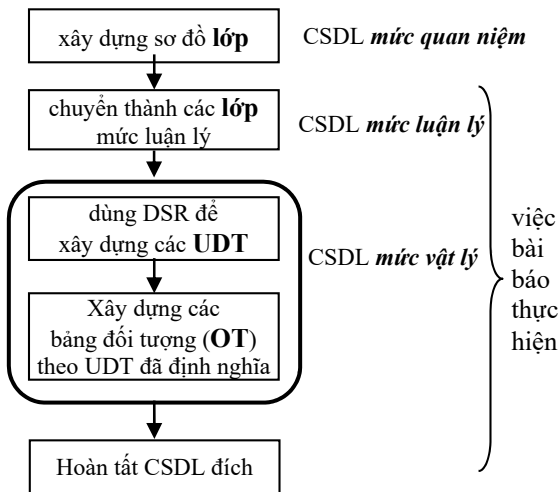 xây dựng sơ đồ lớp
CSDL mức quan niệm
chuyển thành các lớp
mức luận lý
CSDL mức luận lý
dùng DSR để
xây dựng các UDT
CSDL mức vật lý
Xây dựng các
bảng đối tượng (OT)
theo UDT đã định nghĩa
Hoàn tất CSDL đích
việc
bài
báo
thực
hiện